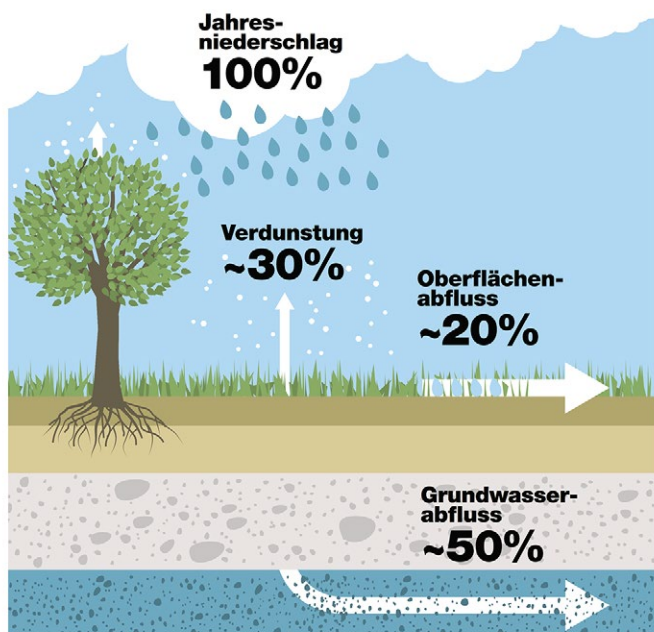 Jahres-
niederschlag
100%
Verdunstung
~30%
Oberflächen-
abfluss
~20%
Grundwasser-
abfluss
~50%